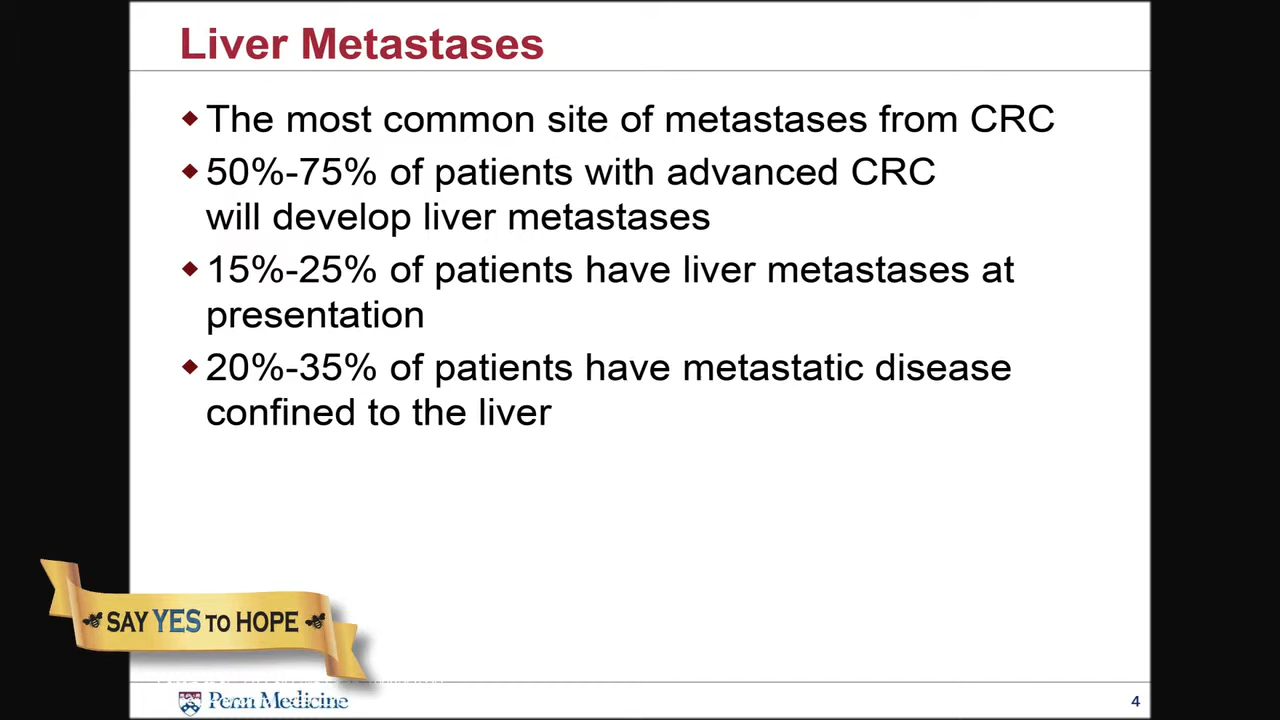 Liver Metastases
The most common site of metastases from CRC
50%-75% of patients with advanced CRC
will develop liver metastases
15%-25% of patients have liver metastases at
presentation
20%-35% of patients have metastatic disease
confined to the liver
SAY YES TO HOPE
Penn Medicine
4